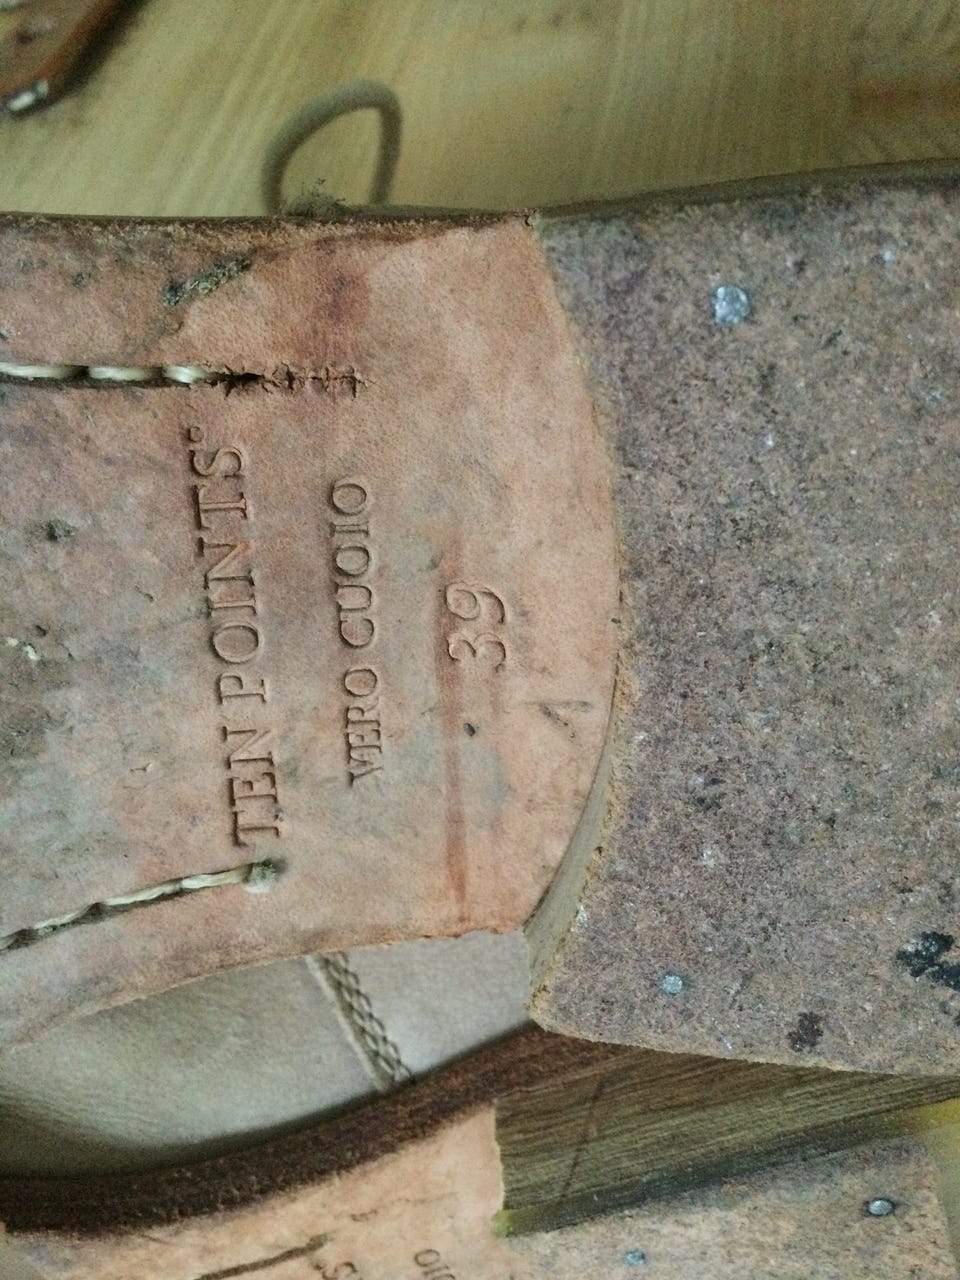 TEN POINTS®
VERO CUOIO
39